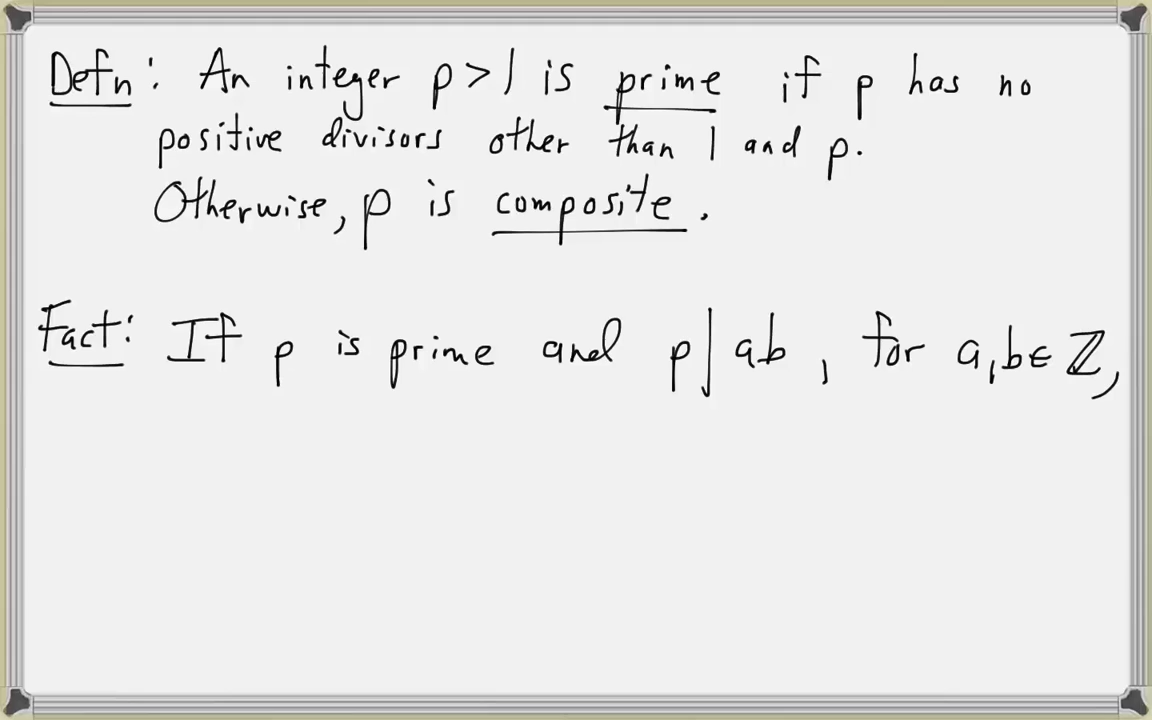 Defn: An integer p > 1 is prime if p has no
positive divisors other than 1 and p.
Otherwise, p is composite.
Fact: If p is prime and p | ab, for a, b ∈ ℤ,